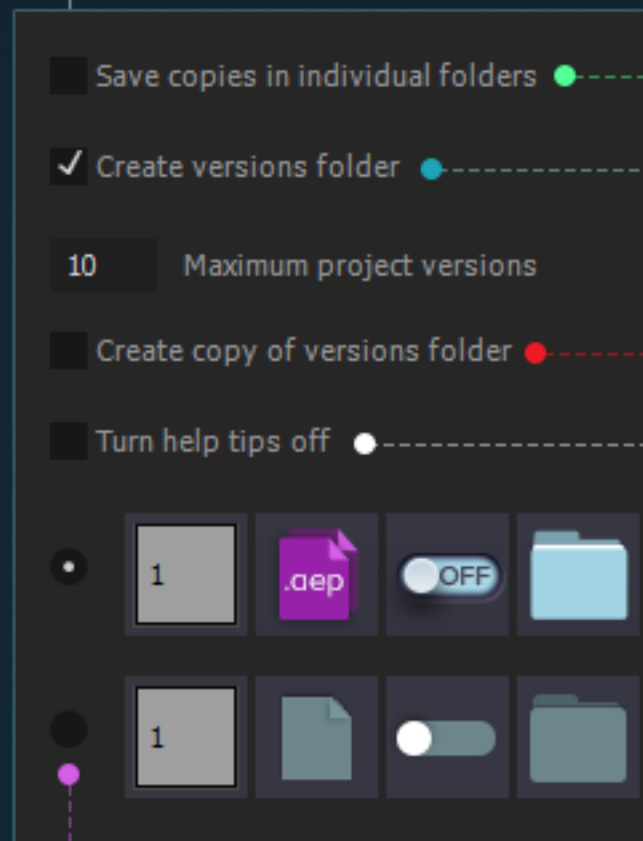 Save copies in individual folders
Create versions folder
10 Maximum project versions
Create copy of versions folder
Turn help tips off
1 .aep OFF
1